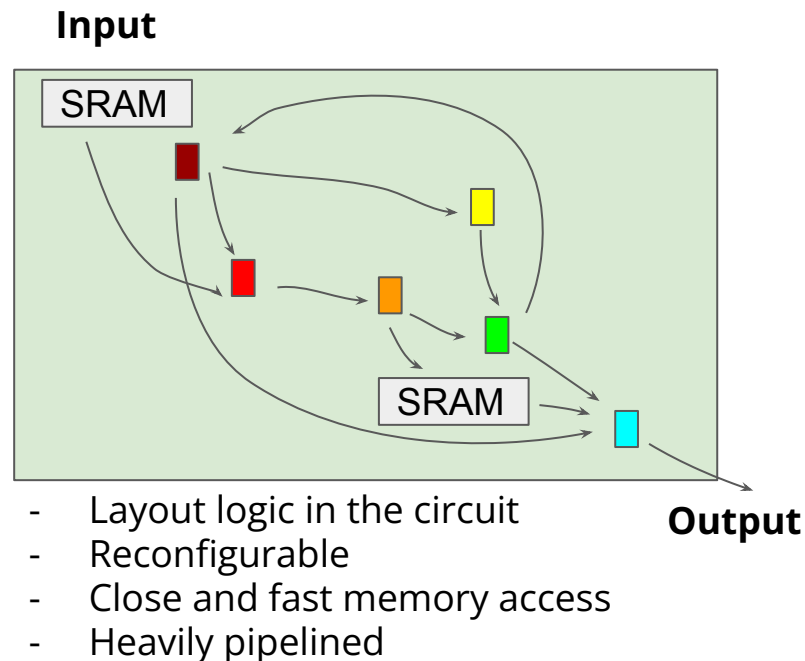 Input
SRAM
SRAM
Output
- Layout logic in the circuit
- Reconfigurable
- Close and fast memory access
- Heavily pipelined